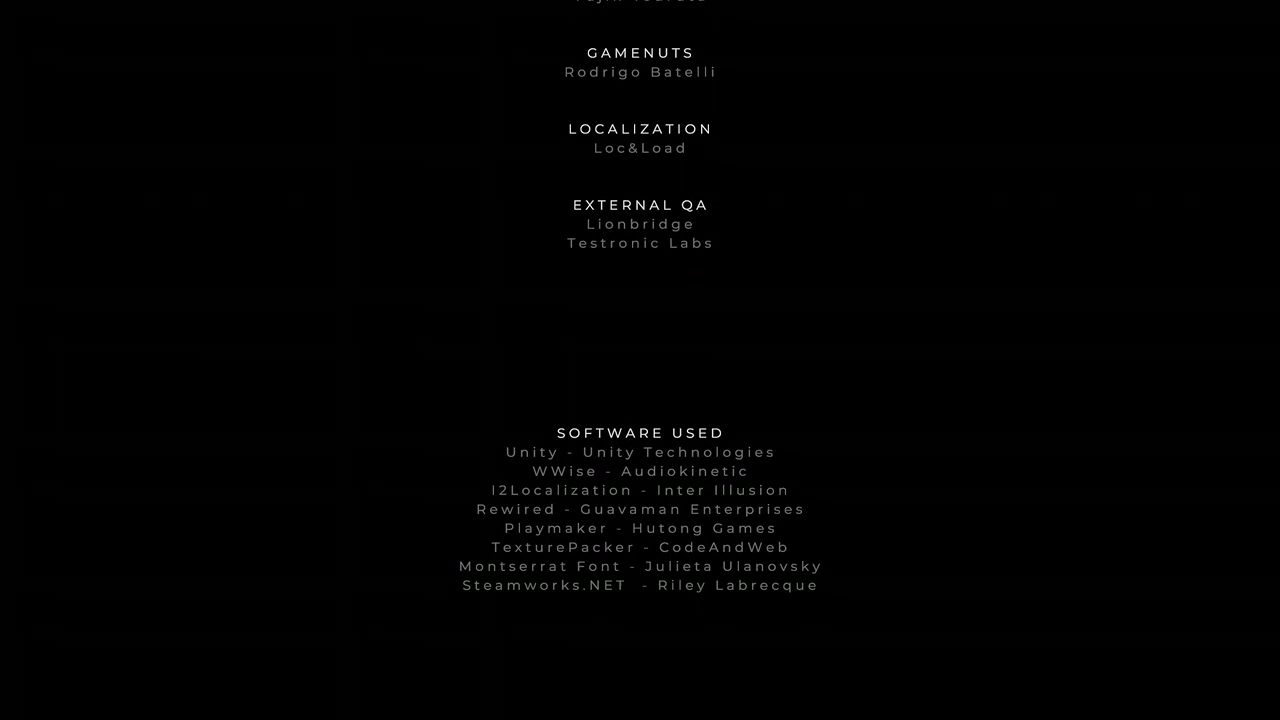 GAMENUTS
Rodrigo Batelli
LOCALIZATION
Loc&Load
EXTERNAL QA
Lionbridge
Testronic Labs
SOFTWARE USED
Unity - Unity Technologies
WWise - Audiokinetic
I2Localization - Inter Illusion
Rewired - Guavaman Enterprises
Playmaker - Hutong Games
TexturePacker - CodeAndWeb
Montserrat Font - Julieta Ulanovsky
Steamworks.NET  - Riley Labrecque